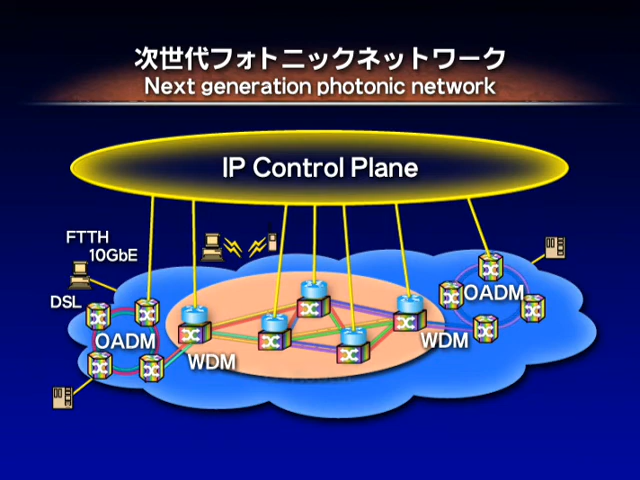 次世代フォトニックネットワーク
Next generation photonic network
IP Control Plane
FTTH
10GbE
DSL
OADM
WDM
WDM
OADM